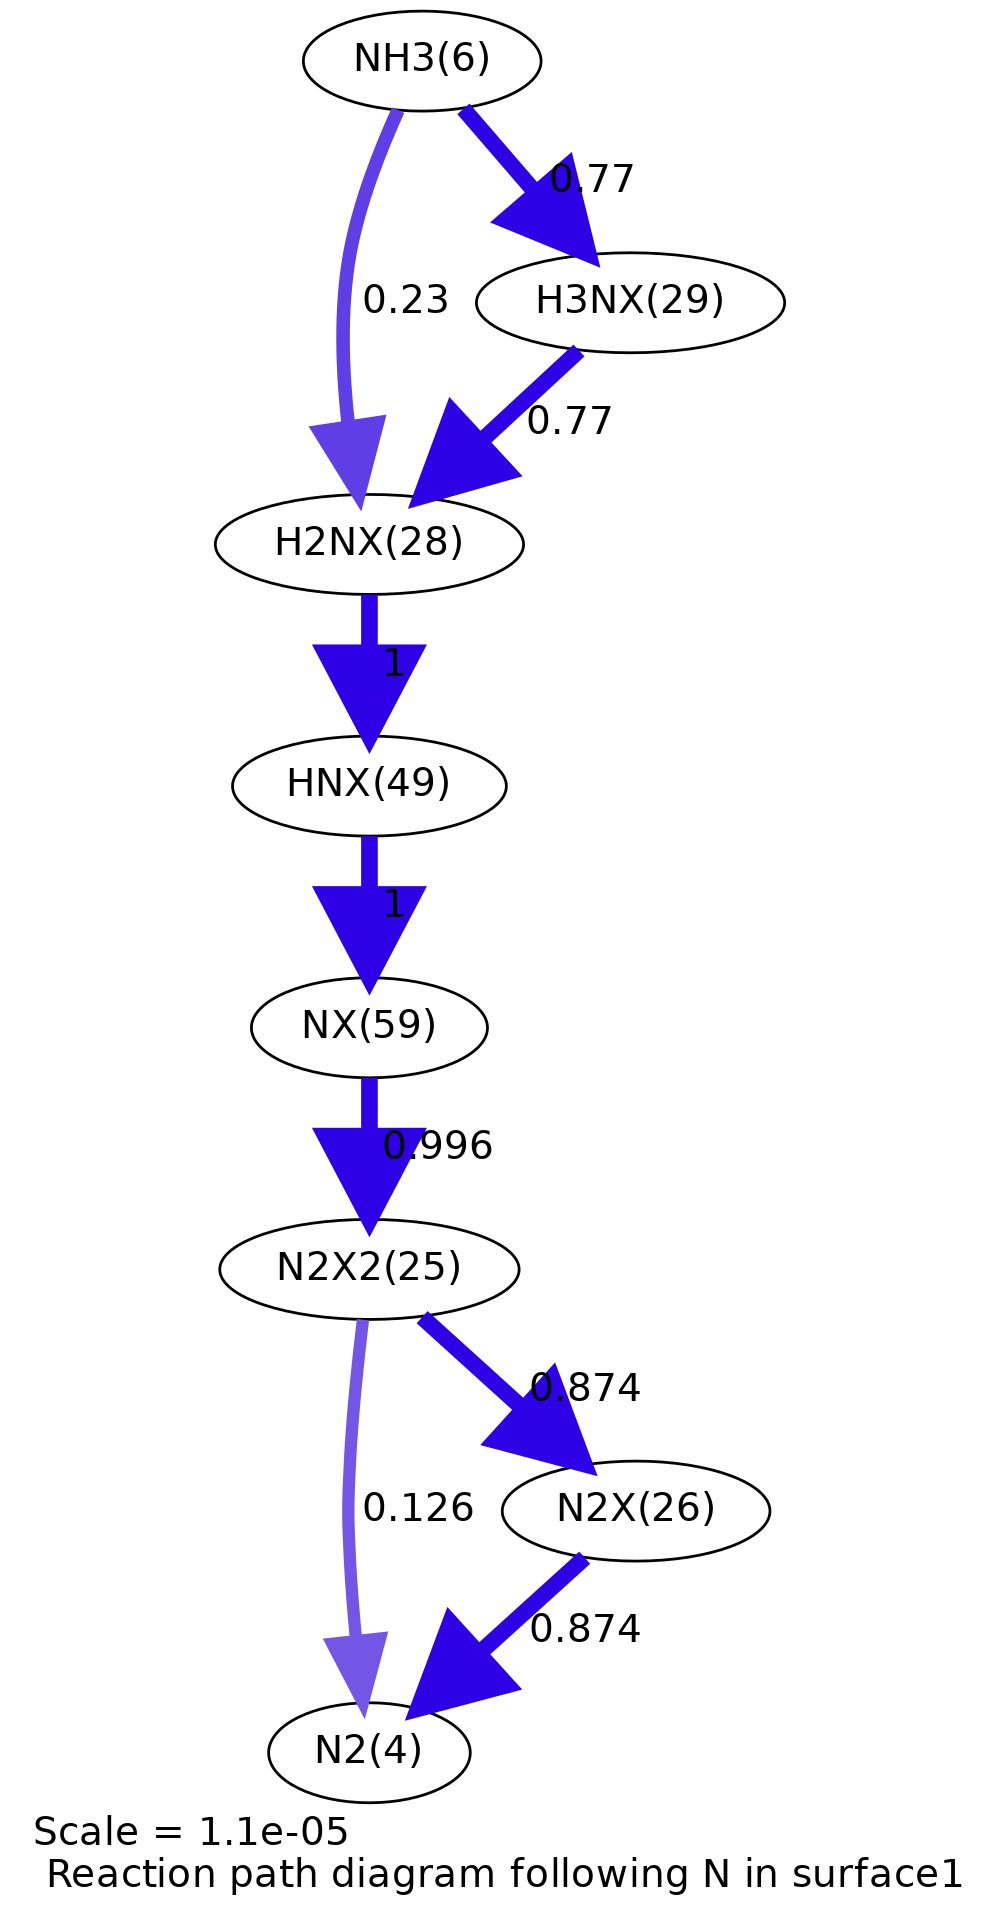 NH3(6)
0.77
0.23
H3NX(29)
0.77
H2NX(28)
1
HNX(49)
1
NX(59)
0.996
N2X2(25)
0.874
0.126
N2X(26)
0.874
N2(4)
Scale = 1.1e-05
Reaction path diagram following N in surface1